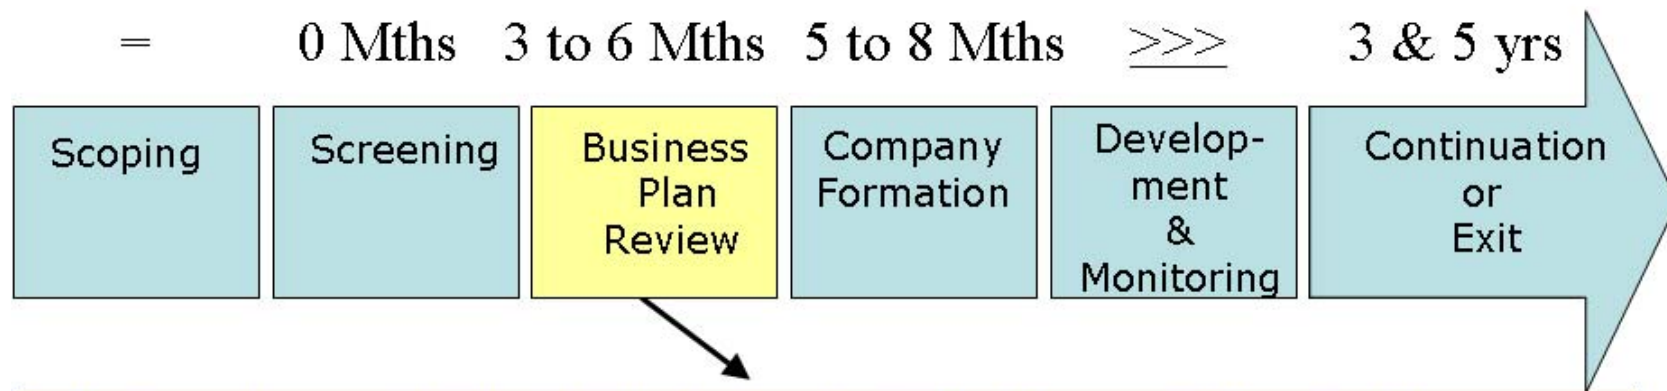 = 0 Mths 3 to 6 Mths 5 to 8 Mths >>> 3 & 5 yrs
Scoping
Screening
Business
Plan
Review
Company
Formation
Develop-
ment
&
Monitoring
Continuation
or
Exit